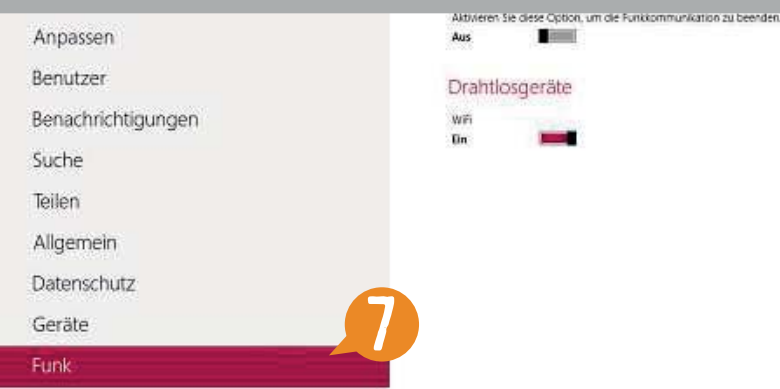 Anpassen
Benutzer
Benachrichtigungen
Suche
Teilen
Allgemein
Datenschutz
Geräte
Funk
7
Aktivieren Sie diese Option, um die Funkkommunikation zu beenden.
Aus
Drahtlosgeräte
WiFi
Ein